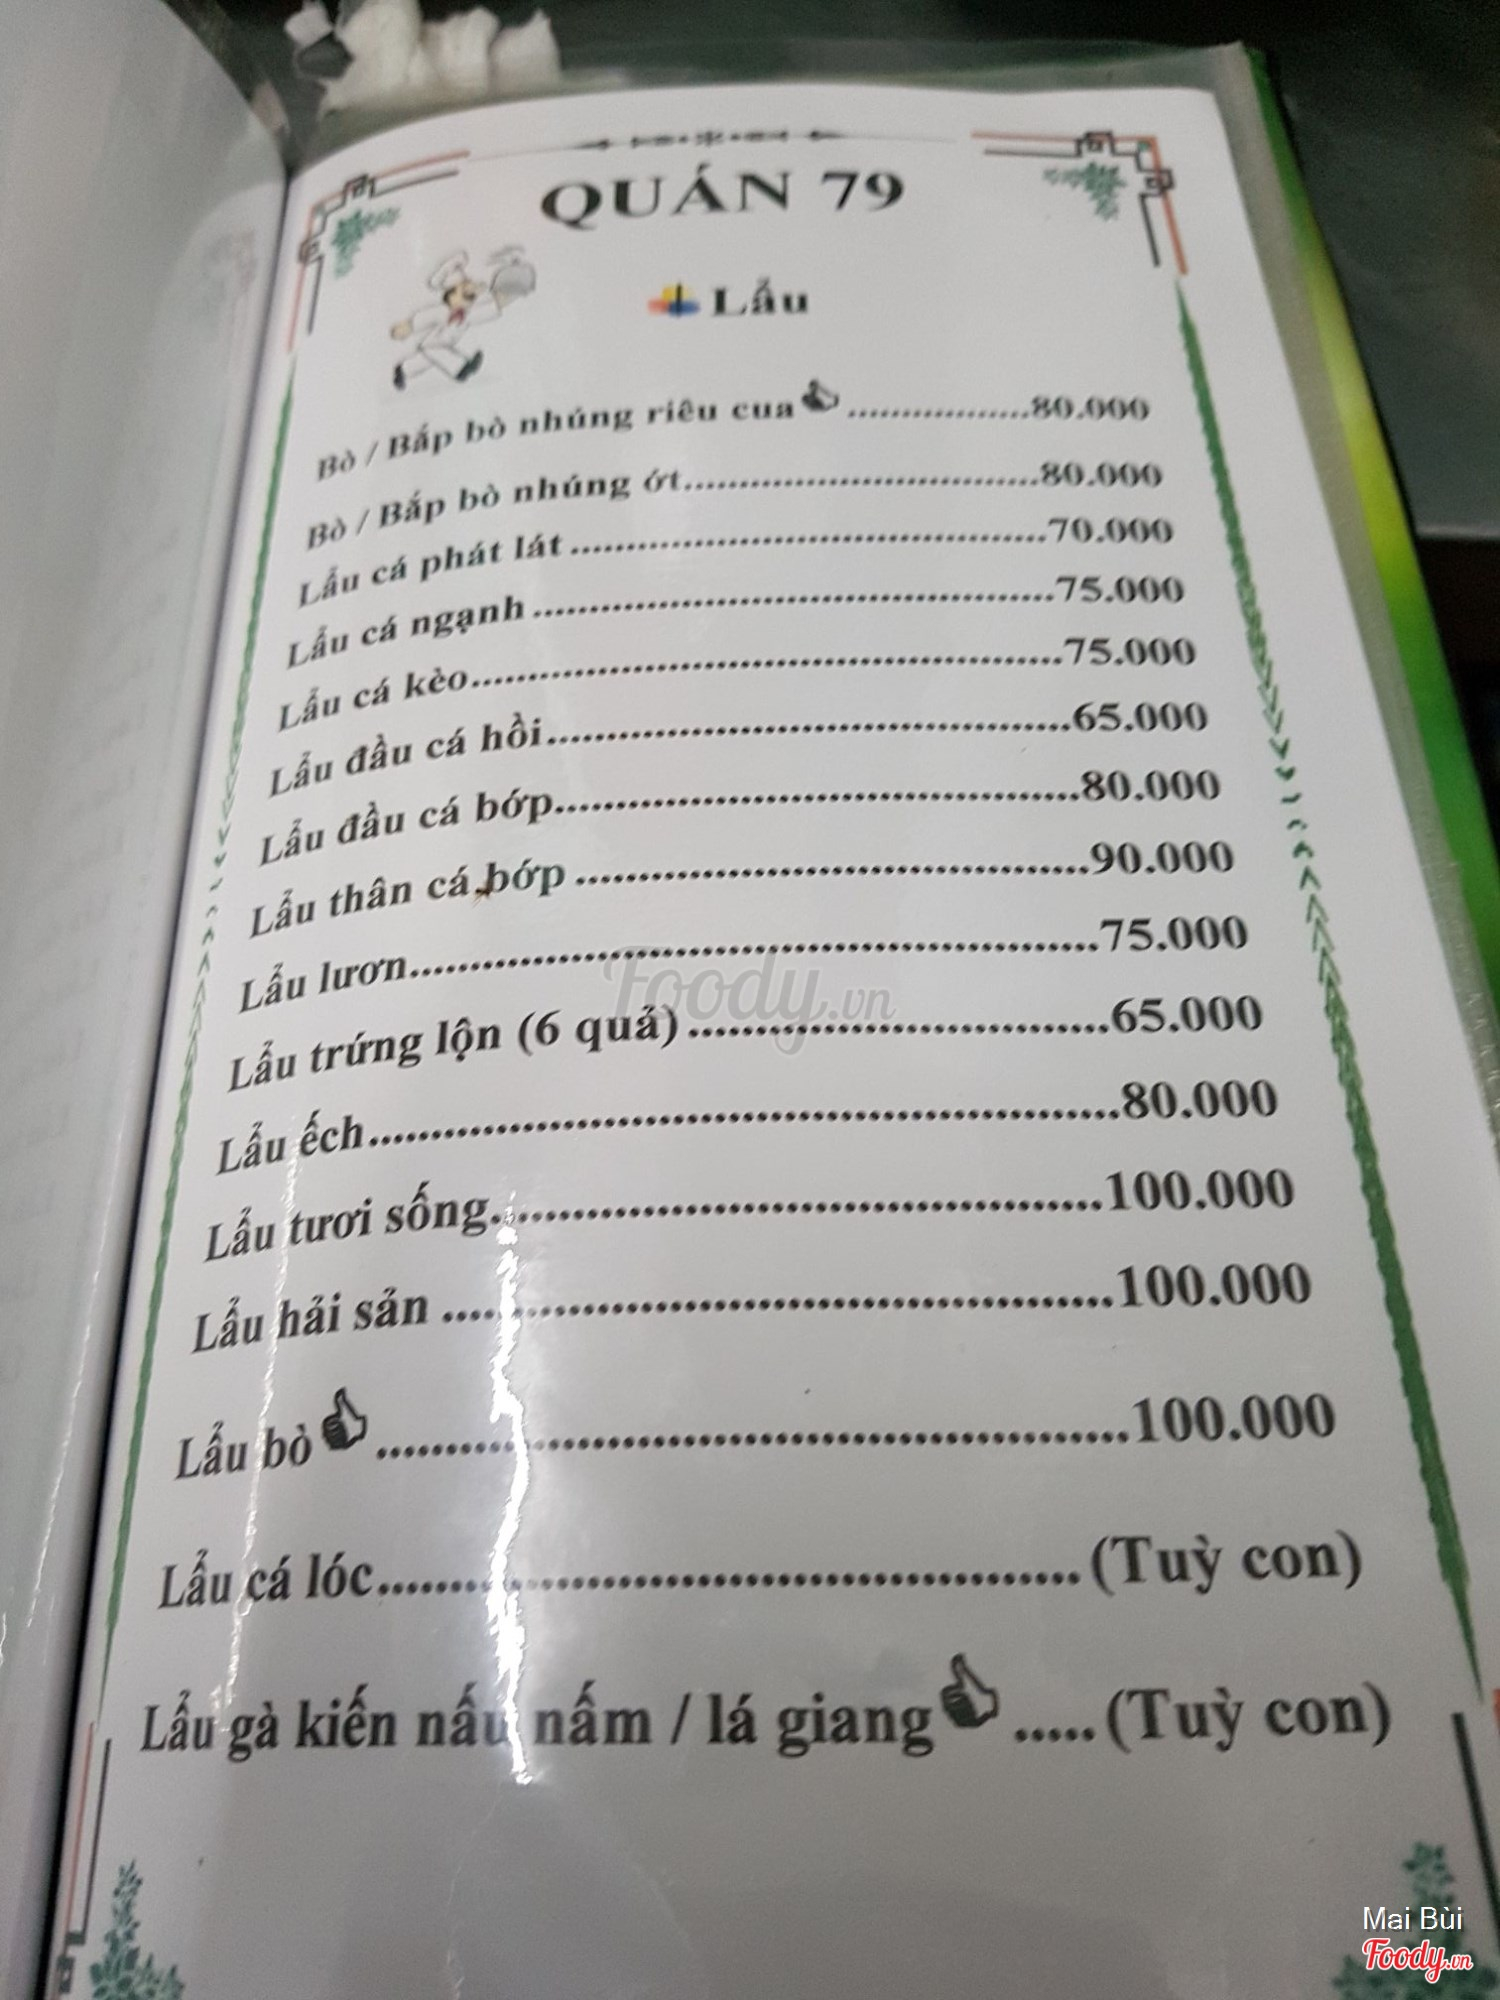 QUÁN 79
Lẩu
Bò / Bắp bò nhúng riêu cua.................80.000
Bò / Bắp bò nhúng ớt.................................80.000
Lẩu cá phát lát.............................................70.000
Lẩu cá ngạnh................................................75.000
Lẩu cá kèo......................................................75.000
Lẩu đầu cá hồi................................................65.000
Lẩu đầu cá bớp................................................80.000
Lẩu thân cá bớp..............................................90.000
Lẩu lươn.........................................................75.000
Lẩu trứng lộn (6 quả)................................65.000
Lẩu ếch..........................................................80.000
Lẩu tươi sống..............................................100.000
Lẩu hải sản................................................100.000
Lẩu bò......................................................100.000
Lẩu cá lóc................................................(Tuỳ con)
Lẩu gà kiến nấu nấm / lá giang.....(Tuỳ con)
Foody.vn
Mai Bùi
Foody.vn